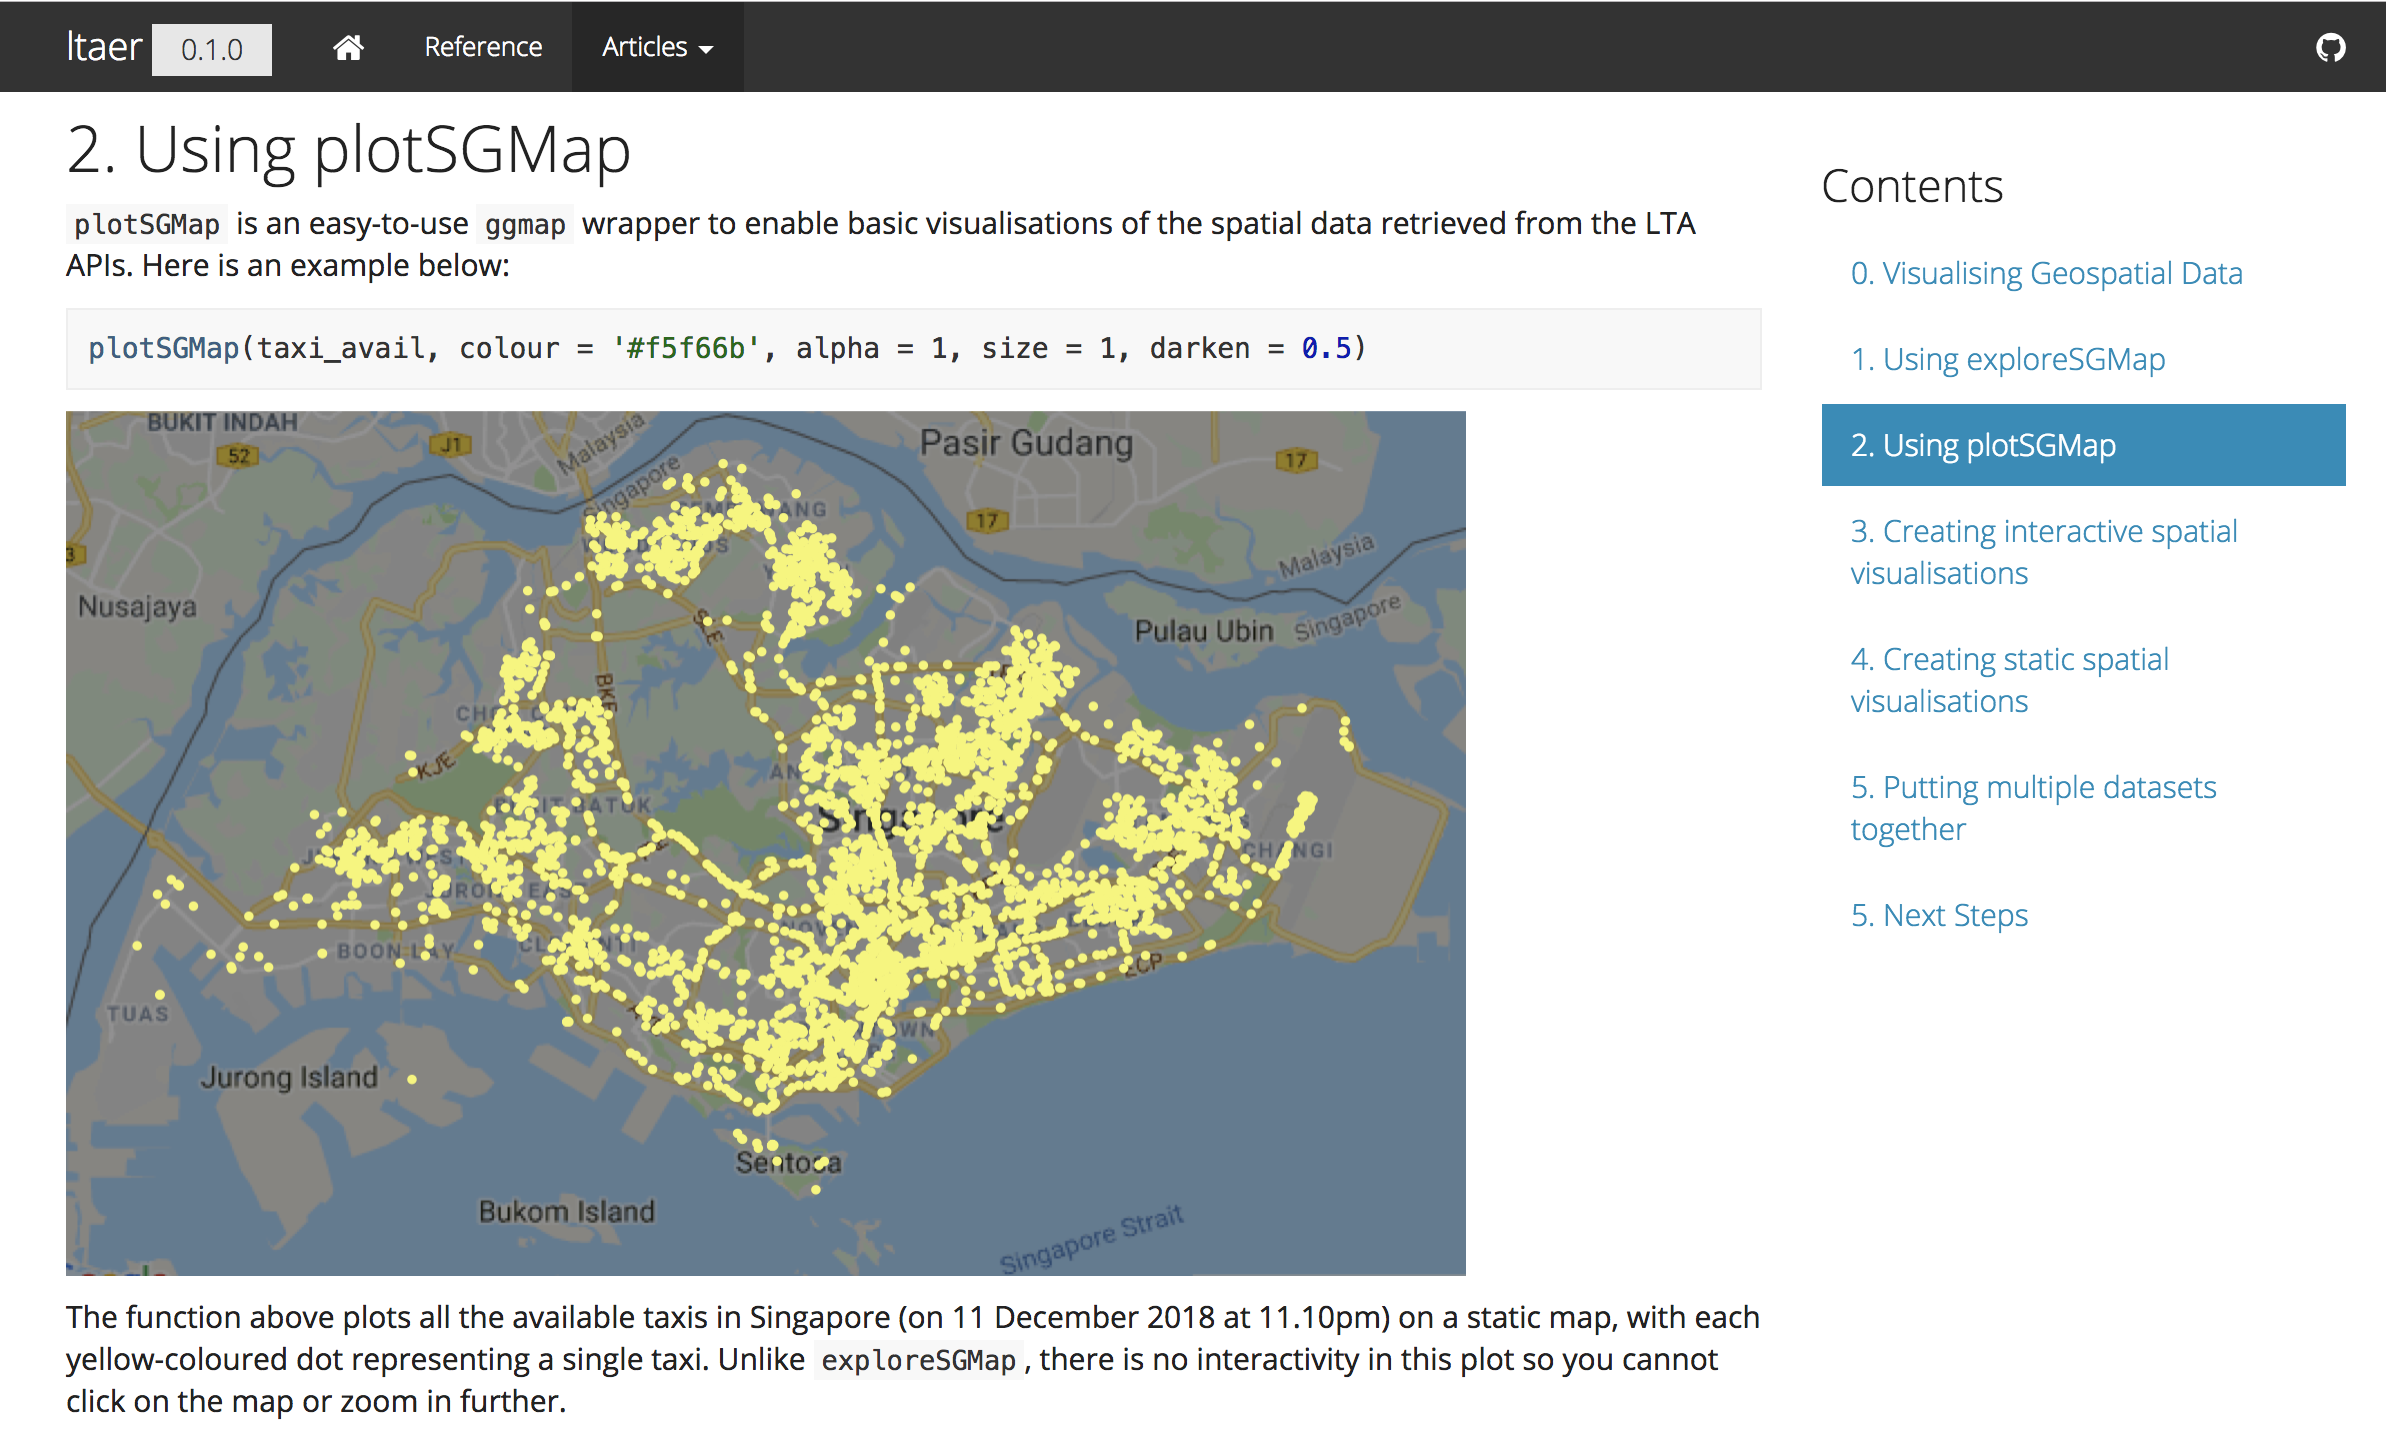 ltaer 0.1.0 Reference Articles
2. Using plotSGMap
plotSGMap is an easy-to-use ggmap wrapper to enable basic visualisations of the spatial data retrieved from the LTA
APIs. Here is an example below:
plotSGMap(taxi_avail, colour = '#f5f66b', alpha = 1, size = 1, darken = 0.5)
BUKIT INDAH
52
J1
Malaysia
Singapore
Pasir Gudang
17
17
3
Nusajaya
Malaysia
Singapore
Pulau Ubin
BKE
KJE
Singapore
CHANGI
BOON LAY
ECP
TUAS
Jurong Island
Sentosa
Bukom Island
Singapore Strait
The function above plots all the available taxis in Singapore (on 11 December 2018 at 11.10pm) on a static map, with each
yellow-coloured dot representing a single taxi. Unlike exploreSGMap, there is no interactivity in this plot so you cannot
click on the map or zoom in further.
Contents
0. Visualising Geospatial Data
1. Using exploreSGMap
2. Using plotSGMap
3. Creating interactive spatial
visualisations
4. Creating static spatial
visualisations
5. Putting multiple datasets
together
5. Next Steps